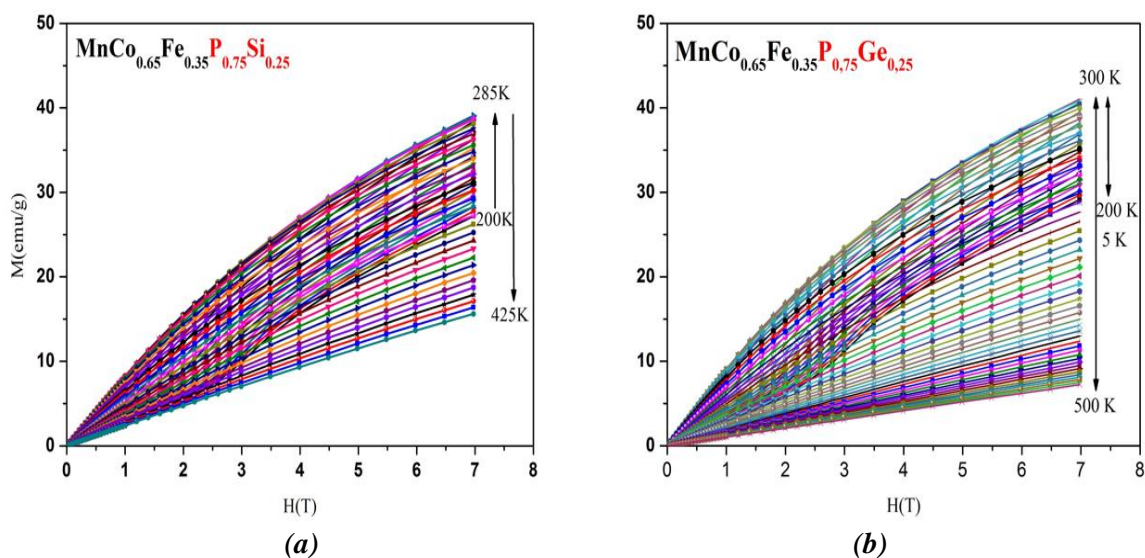 MnCo0.65Fe0.35P0.75Si0.25
M(emu/g)
50
40
30
20
10
0
285K
200K
425K
0 1 2 3 4 5 6 7 8
H(T)
(a)
MnCo0.65Fe0.35P0,75Ge0,25
50
40
30
20
10
0
300 K
200 K
5 K
500 K
0 1 2 3 4 5 6 7 8
H(T)
(b)